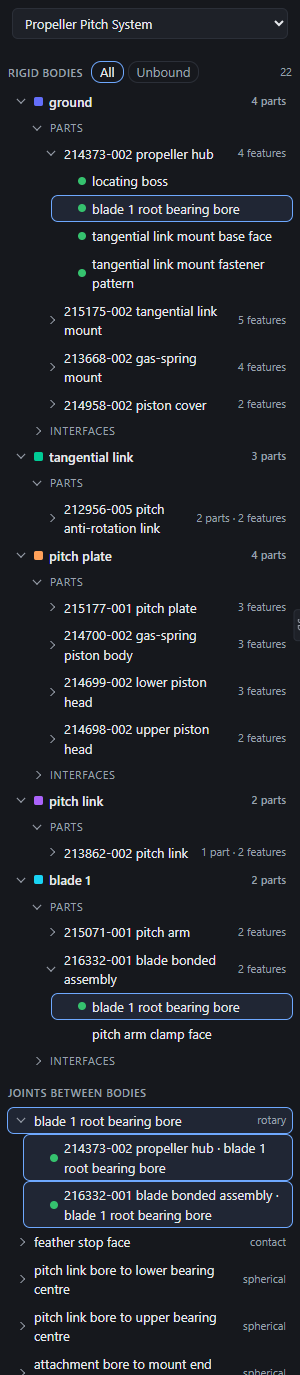 Propeller Pitch System
RIGID BODIES All Unbound 22
ground 4 parts
PARTS
214373-002 propeller hub 4 features
locating boss
blade 1 root bearing bore
tangential link mount base face
tangential link mount fastener
pattern
215175-002 tangential link
mount 5 features
213668-002 gas-spring
mount 4 features
214958-002 piston cover 2 features
INTERFACES
tangential link 3 parts
PARTS
212956-005 pitch
anti-rotation link 2 parts · 2 features
pitch plate 4 parts
PARTS
215177-001 pitch plate 3 features
214700-002 gas-spring
piston body 3 features
214699-002 lower piston
head 3 features
214698-002 upper piston
head 2 features
INTERFACES
pitch link 2 parts
PARTS
213862-002 pitch link 1 part · 2 features
blade 1 2 parts
PARTS
215071-001 pitch arm 2 features
216332-001 blade bonded
assembly 2 features
blade 1 root bearing bore
pitch arm clamp face
INTERFACES
JOINTS BETWEEN BODIES
blade 1 root bearing bore rotary
214373-002 propeller hub · blade 1
root bearing bore
216332-001 blade bonded assembly ·
blade 1 root bearing bore
feather stop face contact
pitch link bore to lower bearing
centre spherical
pitch link bore to upper bearing
centre spherical
attachment bore to mount end
spherical